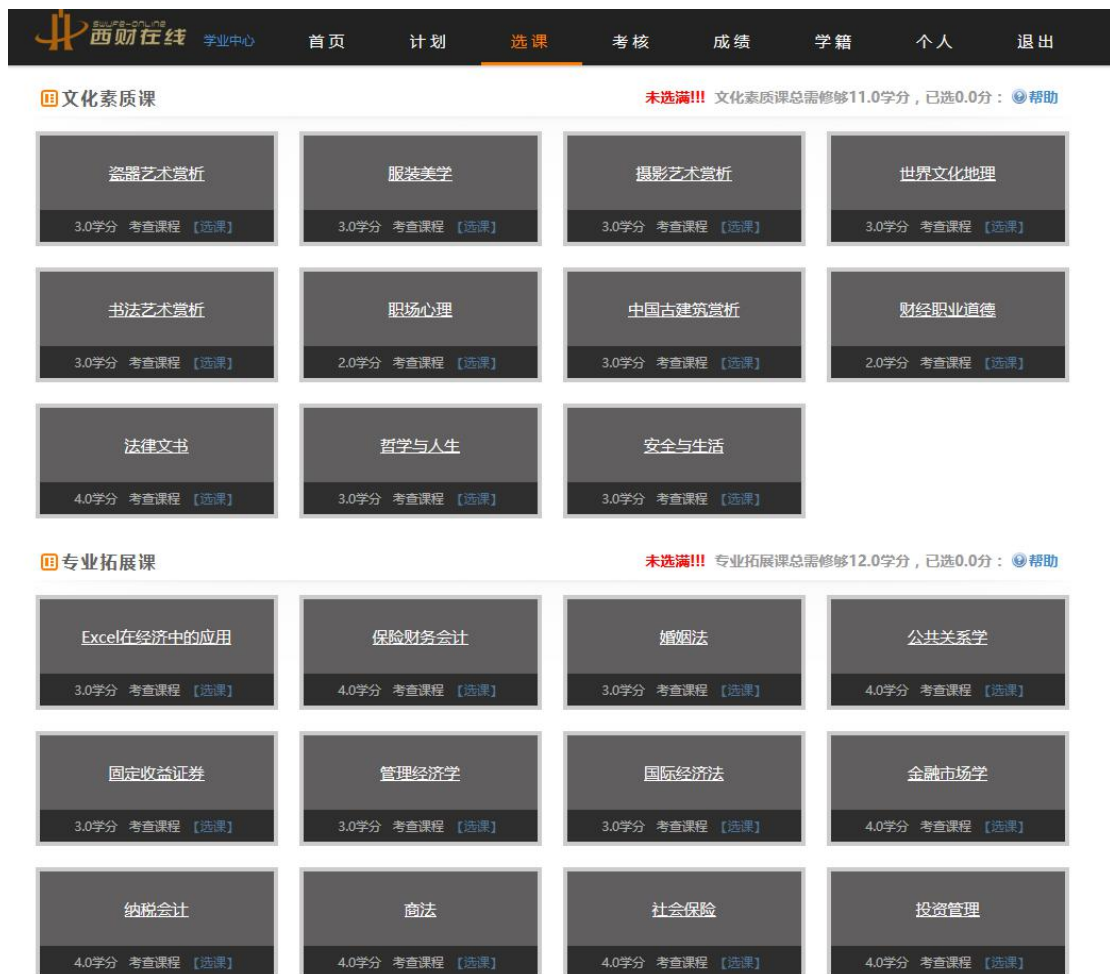 SWUFE-ONLINE
西财在线 学业中心 首页 计划 选课 考核 成绩 学籍 个人 退出
文化素质课 未选满!!! 文化素质课总需修够11.0学分，已选0.0分： 帮助
瓷器艺术赏析 服装美学 摄影艺术赏析 世界文化地理
3.0学分 考查课程 【选课】 3.0学分 考查课程 【选课】 3.0学分 考查课程 【选课】 3.0学分 考查课程 【选课】
书法艺术赏析 职场心理 中国古建筑赏析 财经职业道德
3.0学分 考查课程 【选课】 2.0学分 考查课程 【选课】 3.0学分 考查课程 【选课】 2.0学分 考查课程 【选课】
法律文书 哲学与人生 安全与生活
4.0学分 考查课程 【选课】 3.0学分 考查课程 【选课】 3.0学分 考查课程 【选课】
专业拓展课 未选满!!! 专业拓展课总需修够12.0学分，已选0.0分： 帮助
Excel在经济中的应用 保险财务会计 婚姻法 公共关系学
3.0学分 考查课程 【选课】 4.0学分 考查课程 【选课】 3.0学分 考查课程 【选课】 4.0学分 考查课程 【选课】
固定收益证券 管理经济学 国际经济法 金融市场学
3.0学分 考查课程 【选课】 3.0学分 考查课程 【选课】 3.0学分 考查课程 【选课】 4.0学分 考查课程 【选课】
纳税会计 商法 社会保险 投资管理
4.0学分 考查课程 【选课】 4.0学分 考查课程 【选课】 4.0学分 考查课程 【选课】 4.0学分 考查课程 【选课】